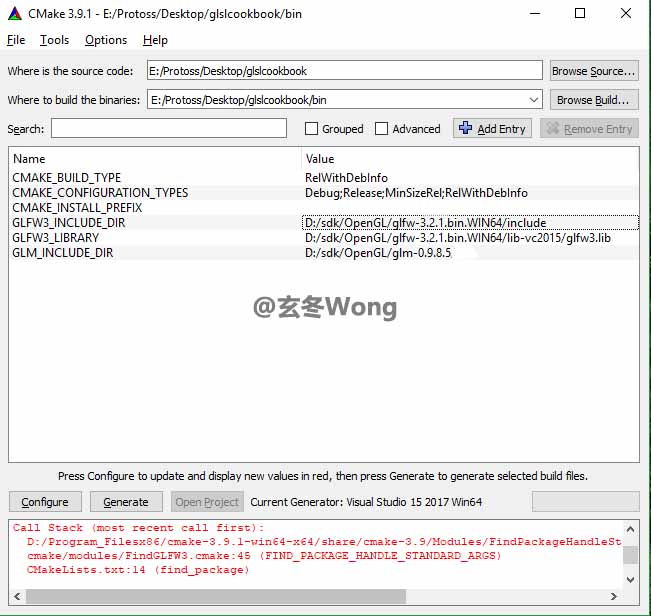 CMake 3.9.1 - E:/Protoss/Desktop/glslcookbook/bin
File Tools Options Help
Where is the source code: E:/Protoss/Desktop/glslcookbook Browse Source...
Where to build the binaries: E:/Protoss/Desktop/glslcookbook/bin Browse Build...
Search: Grouped Advanced Add Entry Remove Entry
Name Value
CMAKE_BUILD_TYPE RelWithDebInfo
CMAKE_CONFIGURATION_TYPES Debug;Release;MinSizeRel;RelWithDebInfo
CMAKE_INSTALL_PREFIX
GLFW3_INCLUDE_DIR D:/sdk/OpenGL/glfw-3.2.1.bin.WIN64/include
GLFW3_LIBRARY D:/sdk/OpenGL/glfw-3.2.1.bin.WIN64/lib-vc2015/glfw3.lib
GLM_INCLUDE_DIR D:/sdk/OpenGL/glm-0.9.8.5
@玄冬Wong
Press Configure to update and display new values in red, then press Generate to generate selected build files.
Configure Generate Open Project Current Generator: Visual Studio 15 2017 Win64
Call Stack (most recent call first):
D:/Program_Filesx86/cmake-3.9.1-win64-x64/share/cmake-3.9/Modules/FindPackageHandleSt
cmake/modules/FindGLFW3.cmake:45 (FIND_PACKAGE_HANDLE_STANDARD_ARGS)
CMakeLists.txt:14 (find_package)